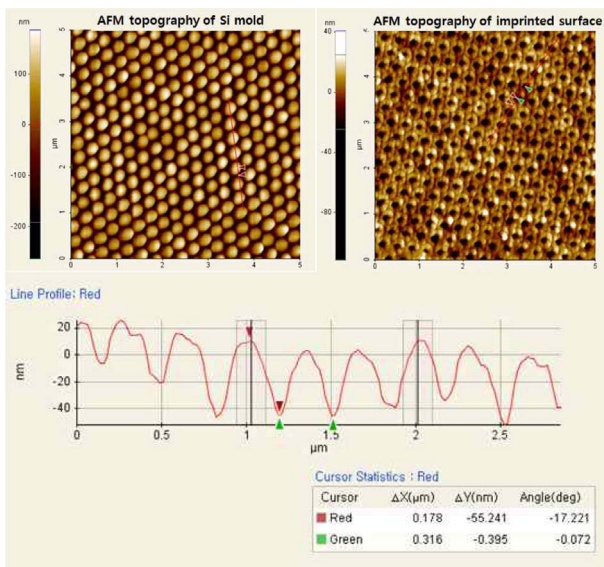 AFM topography of Si mold
AFM topography of imprinted surface
nm
100
0
-100
-200
µm
5
4
3
2
1
0
0 1 2 3 4 5
nm
40
0
-40
-80
µm
5
4
3
2
1
0
0 1 2 3 4 5
Line Profile: Red
nm
20
0
-20
-40
0 0.5 1 1.5 2 2.5
µm
Cursor Statistics : Red
Cursor ΔX(µm) ΔY(nm) Angle(deg)
Red 0.178 -55.241 -17.221
Green 0.316 -0.395 -0.072